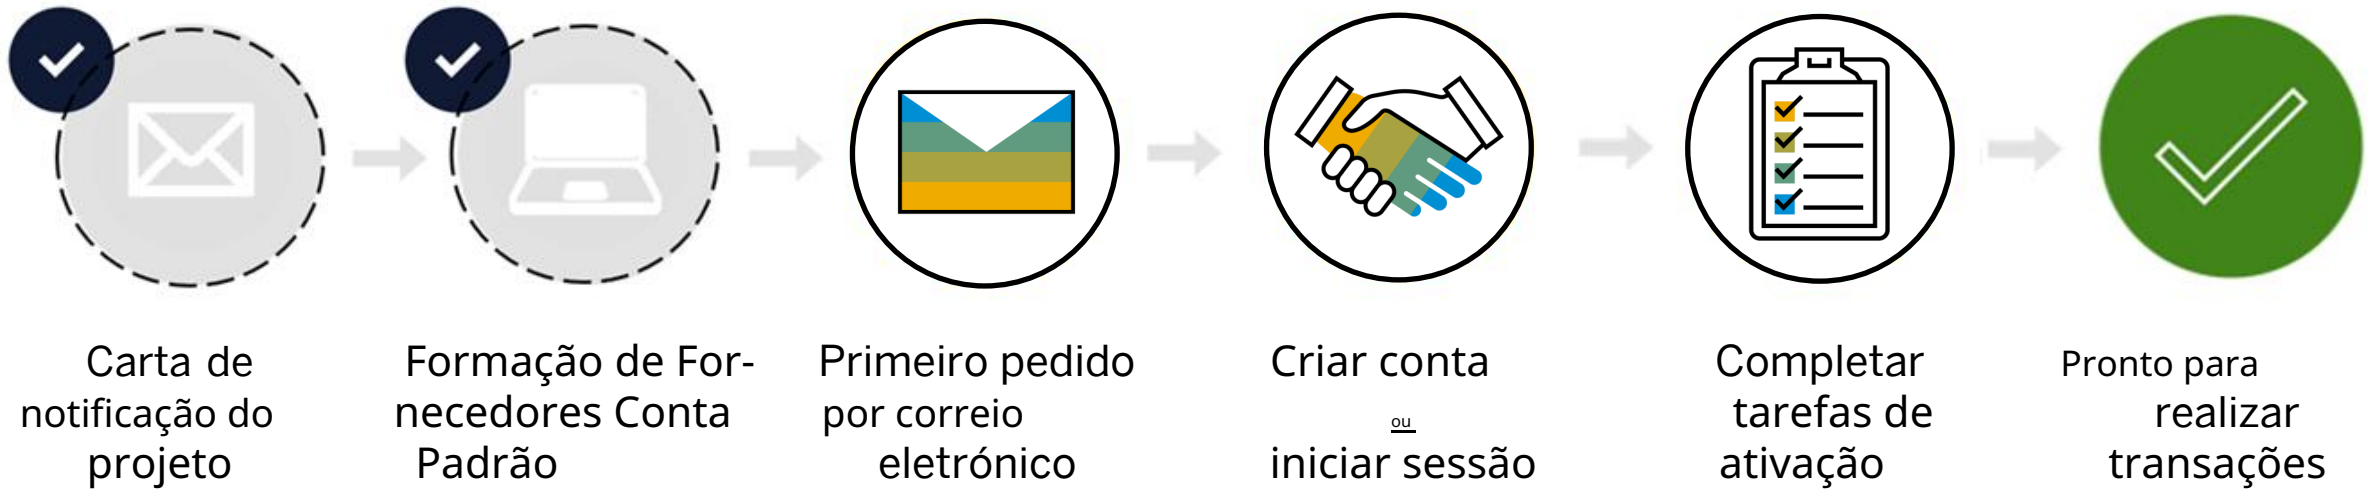 Carta de
notificação do
projeto
Formação de For-
necedores Conta
Padrão
Primeiro pedido
por correio
eletrónico
Criar conta
ou
iniciar sessão
Completar
tarefas de
ativação
Pronto para
realizar
transações